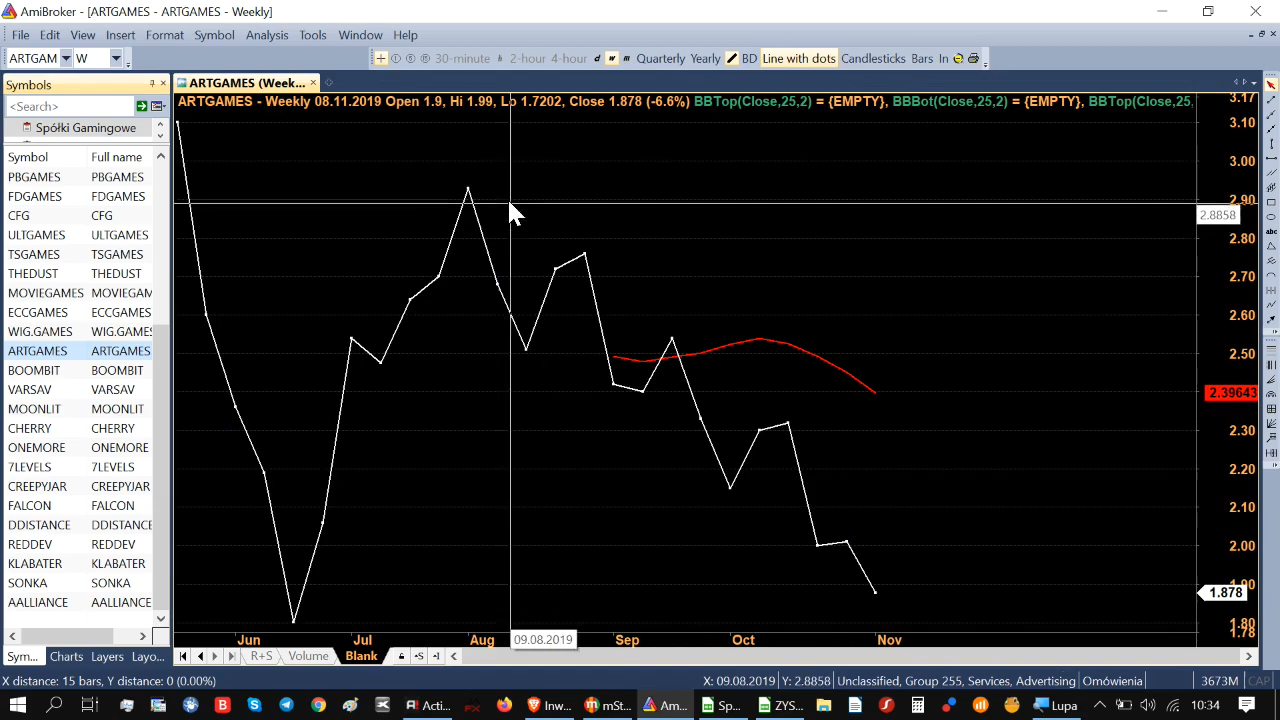 AmiBroker - [ARTGAMES - ARTGAMES - Weekly]
File Edit View Insert Format Symbol Analysis Tools Window Help
ARTGAM W 30-minute h 2-hour 4-hour d w m Quarterly Yearly BD Line with dots Candlesticks Bars In
Symbols
<Search>
Spółki Gamingowe
Symbol Full name
PBGAMES PBGAMES
FDGAMES FDGAMES
CFG CFG
ULTGAMES ULTGAMES
TSGAMES TSGAMES
THEDUST THEDUST
MOVIEGAMES MOVIEGAM
ECCGAMES ECCGAMES
WIG.GAMES WIG.GAMES
ARTGAMES ARTGAMES
BOOMBIT BOOMBIT
VARSAV VARSAV
MOONLIT MOONLIT
CHERRY CHERRY
ONEMORE ONEMORE
7LEVELS 7LEVELS
CREEPYJAR CREEPYJAR
FALCON FALCON
DDISTANCE DDISTANCE
REDDEV REDDEV
KLABATER KLABATER
SONKA SONKA
AALLIANCE AALLIANCE
Sym... Charts Layers Layo...
ARTGAMES (Week...
ARTGAMES - Weekly 08.11.2019 Open 1.9, Hi 1.99, Lo 1.7202, Close 1.878 (-6.6%) BBTop(Close,25,2) = {EMPTY}, BBBot(Close,25,2) = {EMPTY}, BBTop(Close,25,
3.17
3.10
3.00
2.90
2.8858
2.80
2.70
2.60
2.50
2.39643
2.30
2.20
2.10
2.00
1.90
1.878
1.80
1.78
Jun Jul Aug 09.08.2019 Sep Oct Nov
R+S Volume Blank
X distance: 15 bars, Y distance: 0 (0.00%) X: 09.08.2019 Y: 2.8858 Unclassified, Group 255, Services, Advertising Omówienia 3673M CAP
Acti... Inw... mSt... Am... Sp... ZYS... Lupa 10:34